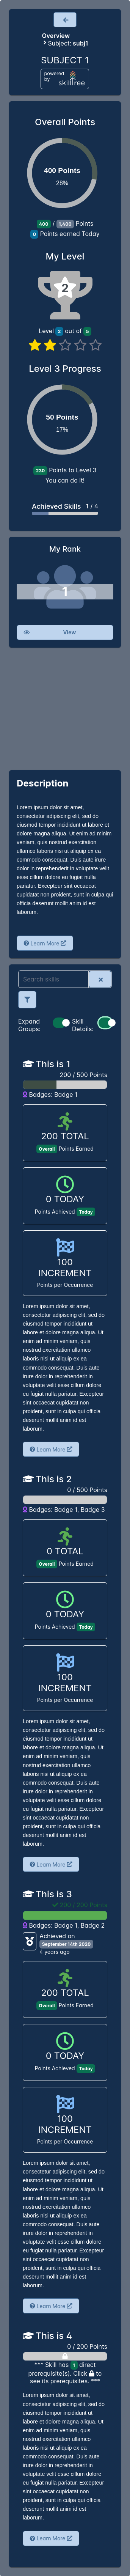 Overview
Subject: subj1
SUBJECT 1
powered
by
skilltree
Overall Points
400 Points
28%
400 / 1,400 Points
0 Points earned Today
My Level
2
Level 2 out of 5
Level 3 Progress
50 Points
17%
230 Points to Level 3
You can do it!
Achieved Skills 1 / 4
My Rank
1
View
Description
Lorem ipsum dolor sit amet,
consectetur adipiscing elit, sed do
eiusmod tempor incididunt ut labore et
dolore magna aliqua. Ut enim ad minim
veniam, quis nostrud exercitation
ullamco laboris nisi ut aliquip ex ea
commodo consequat. Duis aute irure
dolor in reprehenderit in voluptate velit
esse cillum dolore eu fugiat nulla
pariatur. Excepteur sint occaecat
cupidatat non proident, sunt in culpa qui
officia deserunt mollit anim id est
laborum.
Learn More
Search skills
Expand
Groups:
Skill
Details:
This is 1
200 / 500 Points
Badges: Badge 1
200 TOTAL
Overall Points Earned
0 TODAY
Points Achieved Today
100
INCREMENT
Points per Occurrence
Lorem ipsum dolor sit amet,
consectetur adipiscing elit, sed do
eiusmod tempor incididunt ut
labore et dolore magna aliqua. Ut
enim ad minim veniam, quis
nostrud exercitation ullamco
laboris nisi ut aliquip ex ea
commodo consequat. Duis aute
irure dolor in reprehenderit in
voluptate velit esse cillum dolore
eu fugiat nulla pariatur. Excepteur
sint occaecat cupidatat non
proident, sunt in culpa qui officia
deserunt mollit anim id est
laborum.
Learn More
This is 2
0 / 500 Points
Badges: Badge 1, Badge 3
0 TOTAL
Overall Points Earned
0 TODAY
Points Achieved Today
100
INCREMENT
Points per Occurrence
Lorem ipsum dolor sit amet,
consectetur adipiscing elit, sed do
eiusmod tempor incididunt ut
labore et dolore magna aliqua. Ut
enim ad minim veniam, quis
nostrud exercitation ullamco
laboris nisi ut aliquip ex ea
commodo consequat. Duis aute
irure dolor in reprehenderit in
voluptate velit esse cillum dolore
eu fugiat nulla pariatur. Excepteur
sint occaecat cupidatat non
proident, sunt in culpa qui officia
deserunt mollit anim id est
laborum.
Learn More
This is 3
200 / 200 Points
Badges: Badge 1, Badge 2
Achieved on
September 14th 2020
4 years ago
200 TOTAL
Overall Points Earned
0 TODAY
Points Achieved Today
100
INCREMENT
Points per Occurrence
Lorem ipsum dolor sit amet,
consectetur adipiscing elit, sed do
eiusmod tempor incididunt ut
labore et dolore magna aliqua. Ut
enim ad minim veniam, quis
nostrud exercitation ullamco
laboris nisi ut aliquip ex ea
commodo consequat. Duis aute
irure dolor in reprehenderit in
voluptate velit esse cillum dolore
eu fugiat nulla pariatur. Excepteur
sint occaecat cupidatat non
proident, sunt in culpa qui officia
deserunt mollit anim id est
laborum.
Learn More
This is 4
0 / 200 Points
*** Skill has 1 direct
prerequisite(s). Click to
see its prerequisites. ***
Lorem ipsum dolor sit amet,
consectetur adipiscing elit, sed do
eiusmod tempor incididunt ut
labore et dolore magna aliqua. Ut
enim ad minim veniam, quis
nostrud exercitation ullamco
laboris nisi ut aliquip ex ea
commodo consequat. Duis aute
irure dolor in reprehenderit in
voluptate velit esse cillum dolore
eu fugiat nulla pariatur. Excepteur
sint occaecat cupidatat non
proident, sunt in culpa qui officia
deserunt mollit anim id est
laborum.
Learn More